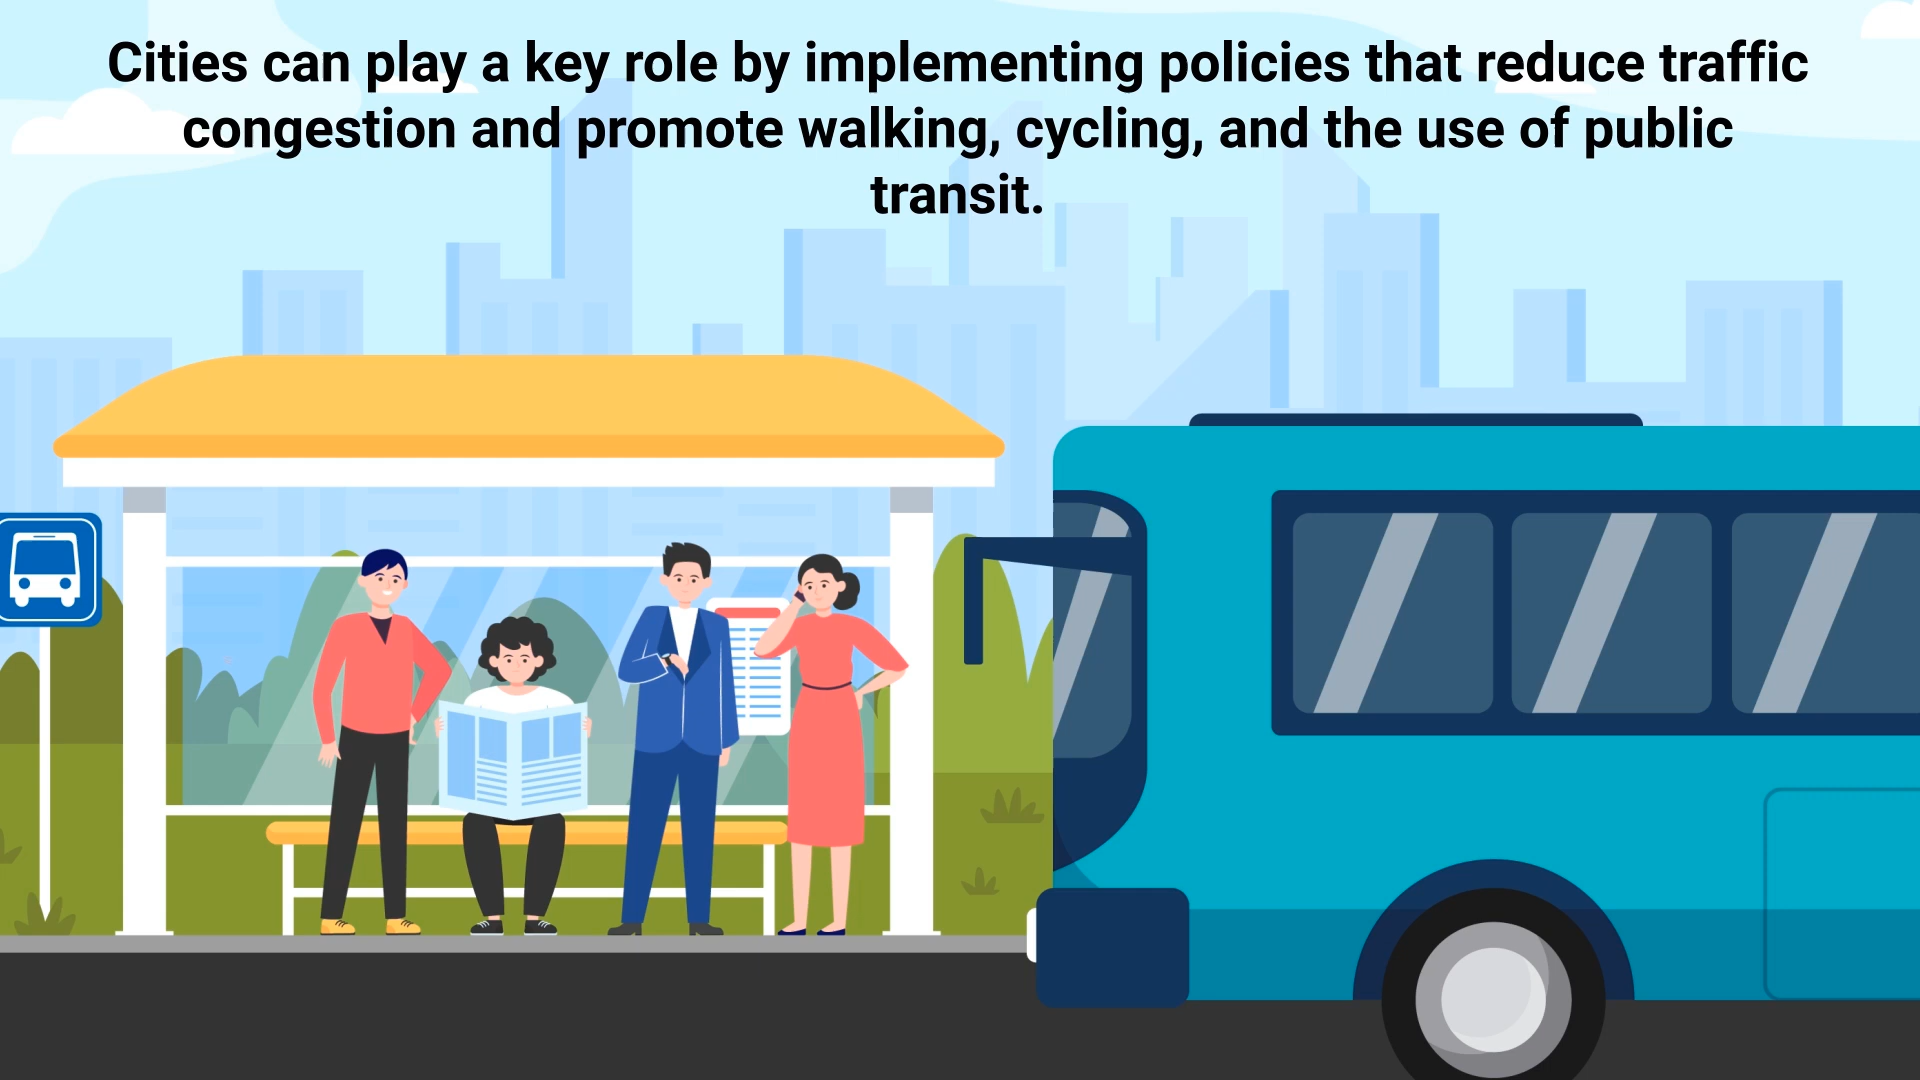 Cities can play a key role by implementing policies that reduce traffic
congestion and promote walking, cycling, and the use of public
transit.